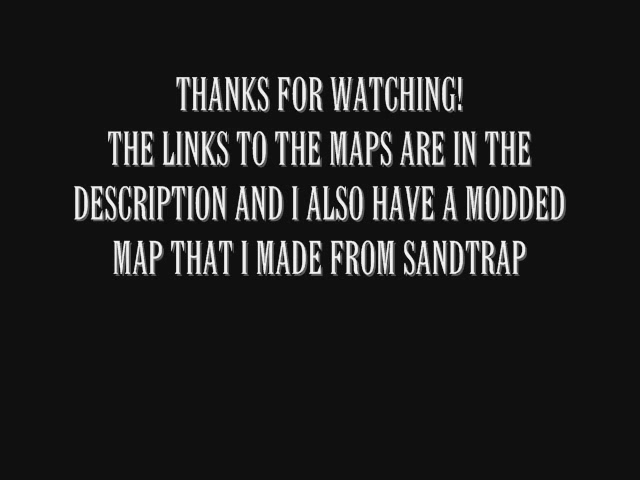 THANKS FOR WATCHING!
THE LINKS TO THE MAPS ARE IN THE
DESCRIPTION AND I ALSO HAVE A MODDED
MAP THAT I MADE FROM SANDTRAP